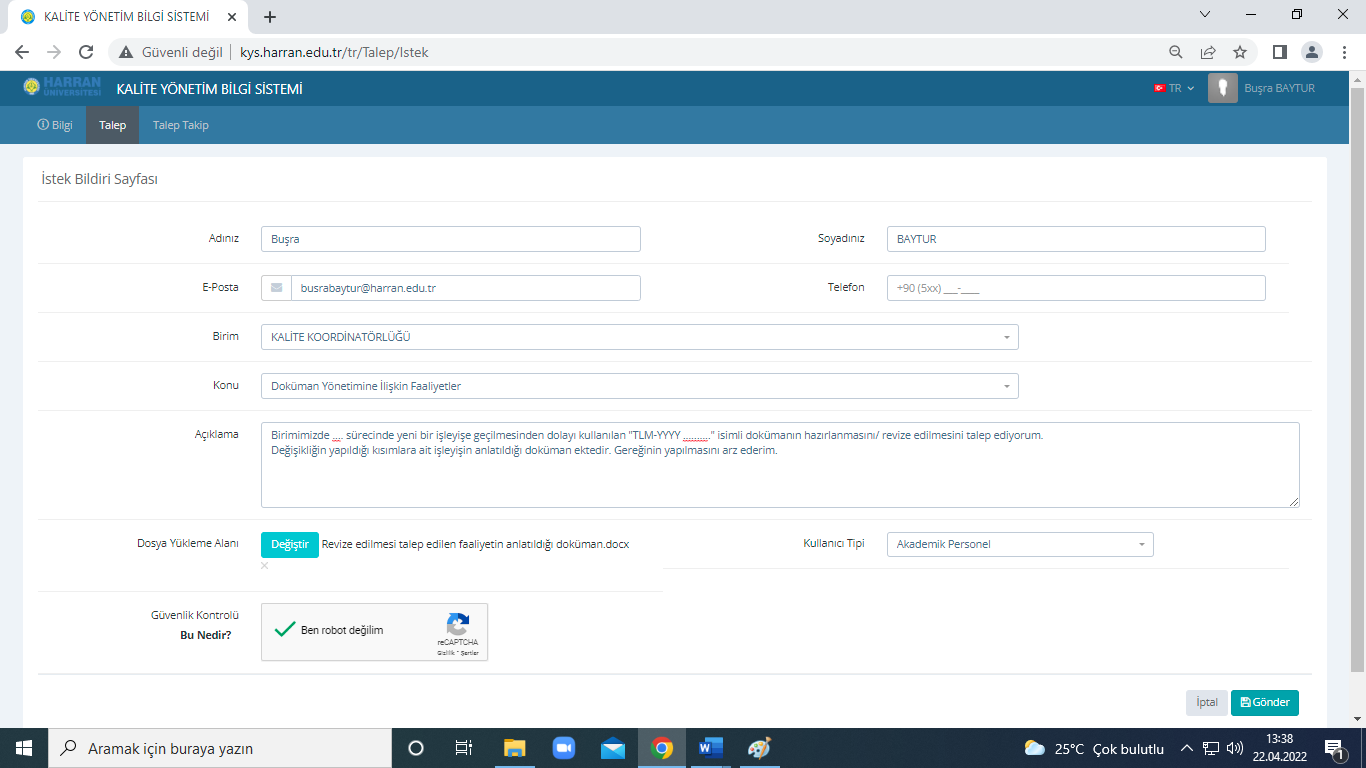 KALİTE YÖNETİM BİLGİ SİSTEMİ
Güvenli değil kys.harran.edu.tr/tr/Talep/Istek
HARRAN
ÜNİVERSİTESİ
KALİTE YÖNETİM BİLGİ SİSTEMİ
TR
Buşra BAYTUR
Bilgi Talep Talep Takip
İstek Bildiri Sayfası
Adınız Buşra Soyadınız BAYTUR
E-Posta busrabaytur@harran.edu.tr Telefon +90 (5xx) ___-____
Birim KALİTE KOORDİNATÖRLÜĞÜ
Konu Doküman Yönetimine İlişkin Faaliyetler
Açıklama Birimimizde .... sürecinde yeni bir işleyişe geçilmesinden dolayı kullanılan "TLM-YYYY .........." isimli dokümanın hazırlanmasını/ revize edilmesini talep ediyorum.
Değişikliğin yapıldığı kısımlara ait işleyişin anlatıldığı doküman ektedir. Gereğinin yapılmasını arz ederim.
Dosya Yükleme Alanı Değiştir Revize edilmesi talep edilen faaliyetin anlatıldığı doküman.docx Kullanıcı Tipi Akademik Personel
Güvenlik Kontrolü
Bu Nedir?
Ben robot değilim
reCAPTCHA
Gizlilik - Şartlar
İptal Gönder
Aramak için buraya yazın
25°C Çok bulutlu
13:38
22.04.2022
1